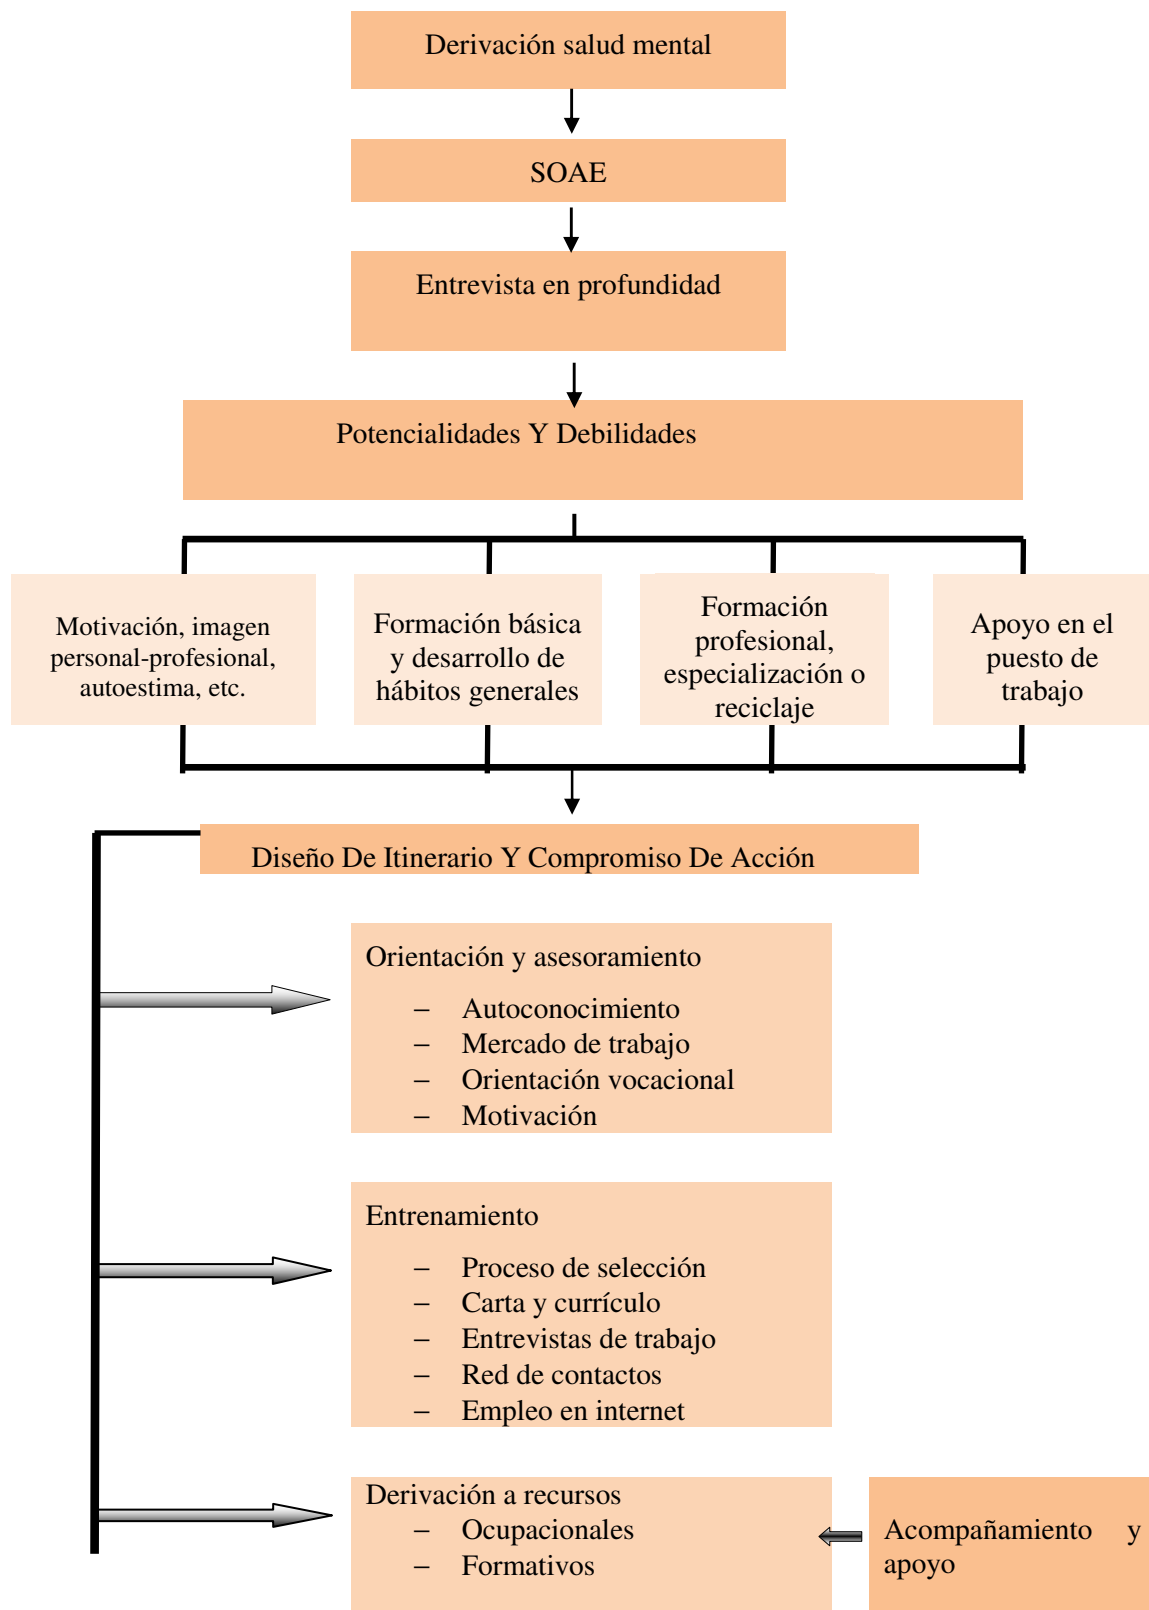 Derivación salud mental
SOAE
Entrevista en profundidad
Potencialidades Y Debilidades
Motivación, imagen
personal-profesional,
autoestima, etc.
Formación básica
y desarrollo de
hábitos generales
Formación
profesional,
especialización o
reciclaje
Apoyo en el
puesto de
trabajo
Diseño De Itinerario Y Compromiso De Acción
Orientación y asesoramiento
– Autoconocimiento
– Mercado de trabajo
– Orientación vocacional
– Motivación
Entrenamiento
– Proceso de selección
– Carta y currículo
– Entrevistas de trabajo
– Red de contactos
– Empleo en internet
Derivación a recursos
– Ocupacionales
– Formativos
Acompañamiento y
apoyo